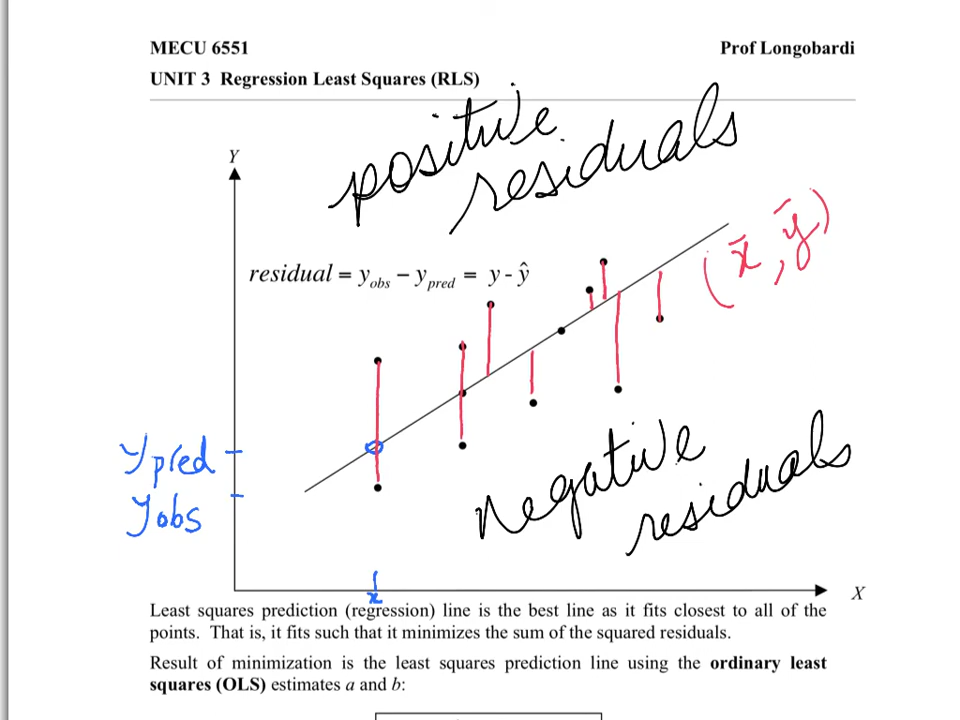 MECU 6551 Prof Longobardi
UNIT 3 Regression Least Squares (RLS)
positive
residuals
Y
(x̄, ȳ)
residual = y_obs − y_pred = y - ŷ
y pred
negative
residuals
y obs
x
X
Least squares prediction (regression) line is the best line as it fits closest to all of the
points. That is, it fits such that it minimizes the sum of the squared residuals.
Result of minimization is the least squares prediction line using the ordinary least
squares (OLS) estimates a and b: